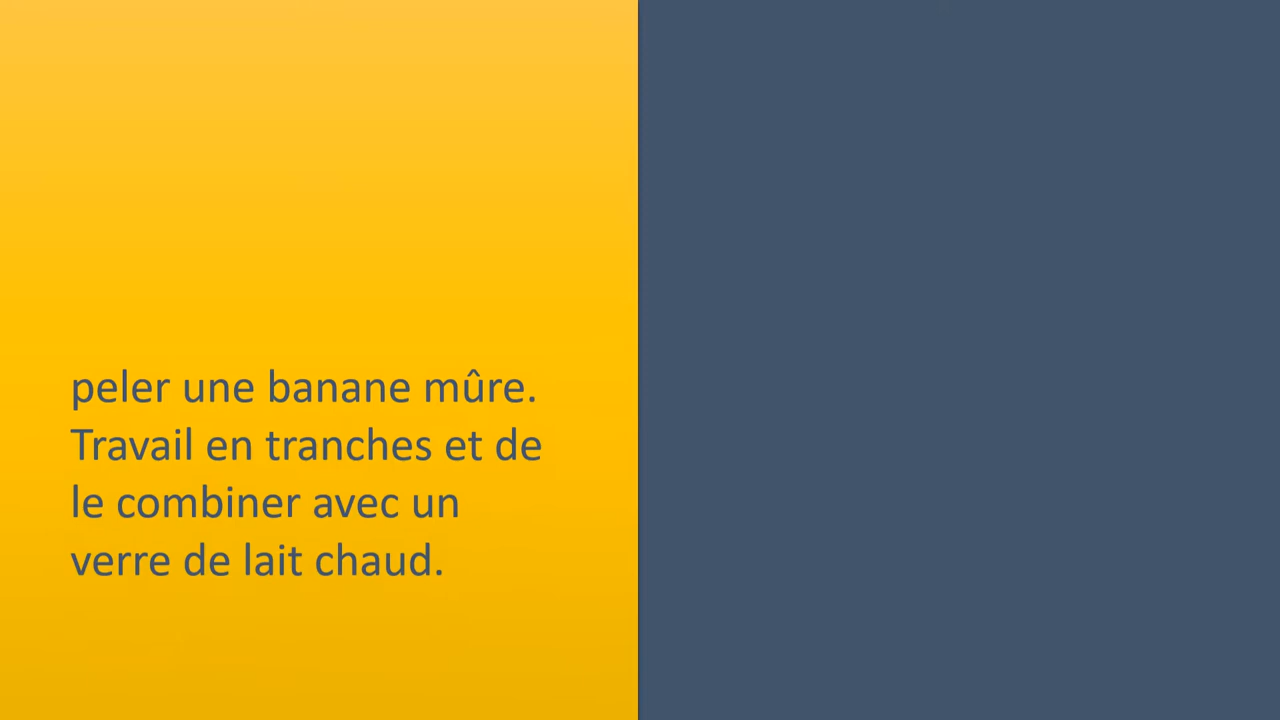 peler une banane mûre.
Travail en tranches et de
le combiner avec un
verre de lait chaud.